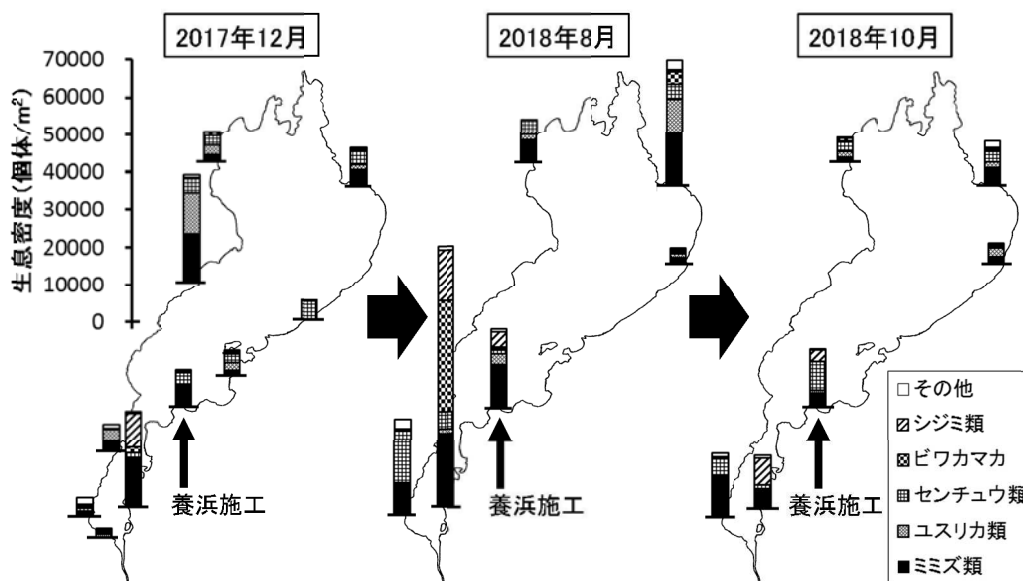 2017年12月
2018年8月
2018年10月
生息密度(個体/m²)
70000
60000
50000
40000
30000
20000
10000
0
養浜施工
養浜施工
養浜施工
その他
シジミ類
ビワカマカ
センチュウ類
ユスリカ類
ミミズ類